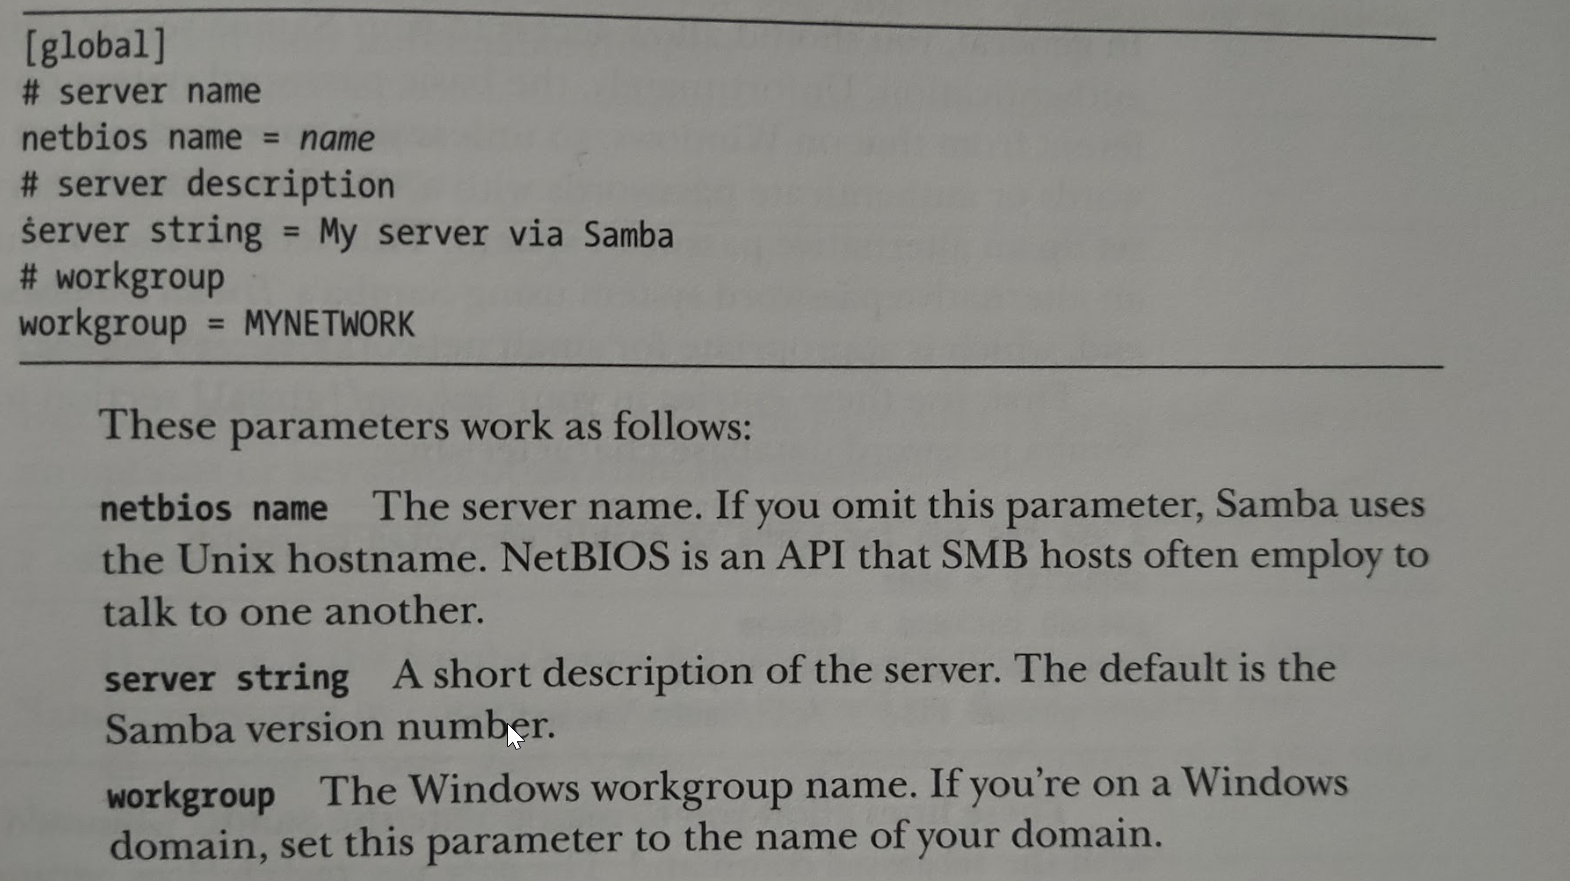 [global]
# server name
netbios name = name
# server description
server string = My server via Samba
# workgroup
workgroup = MYNETWORK
These parameters work as follows:
netbios name The server name. If you omit this parameter, Samba uses
the Unix hostname. NetBIOS is an API that SMB hosts often employ to
talk to one another.
server string A short description of the server. The default is the
Samba version number.
workgroup The Windows workgroup name. If you're on a Windows
domain, set this parameter to the name of your domain.